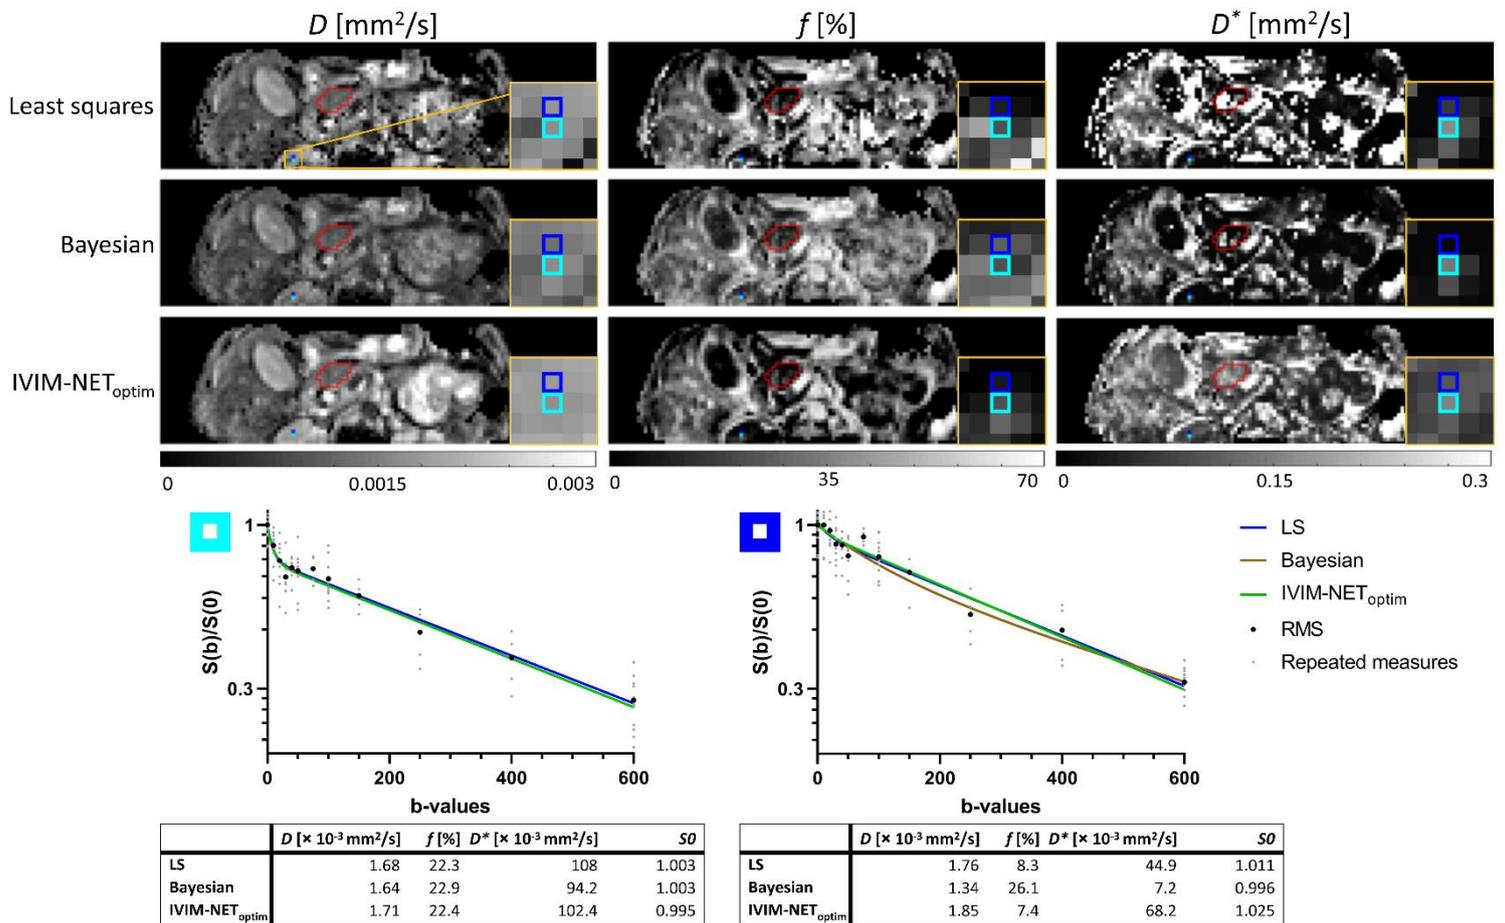 D [mm²/s] f [%] D* [mm²/s]
Least squares
Bayesian
IVIM-NEToptim
0 0.0015 0.003 0 35 70 0 0.15 0.3
1
0.3
S(b)/S(0)
0 200 400 600
b-values
1
0.3
S(b)/S(0)
0 200 400 600
b-values
LS
Bayesian
IVIM-NEToptim
RMS
Repeated measures
D [× 10-3 mm²/s] f [%] D* [× 10-3 mm²/s] S0
LS 1.68 22.3 108 1.003
Bayesian 1.64 22.9 94.2 1.003
IVIM-NEToptim 1.71 22.4 102.4 0.995
D [× 10-3 mm²/s] f [%] D* [× 10-3 mm²/s] S0
LS 1.76 8.3 44.9 1.011
Bayesian 1.34 26.1 7.2 0.996
IVIM-NEToptim 1.85 7.4 68.2 1.025